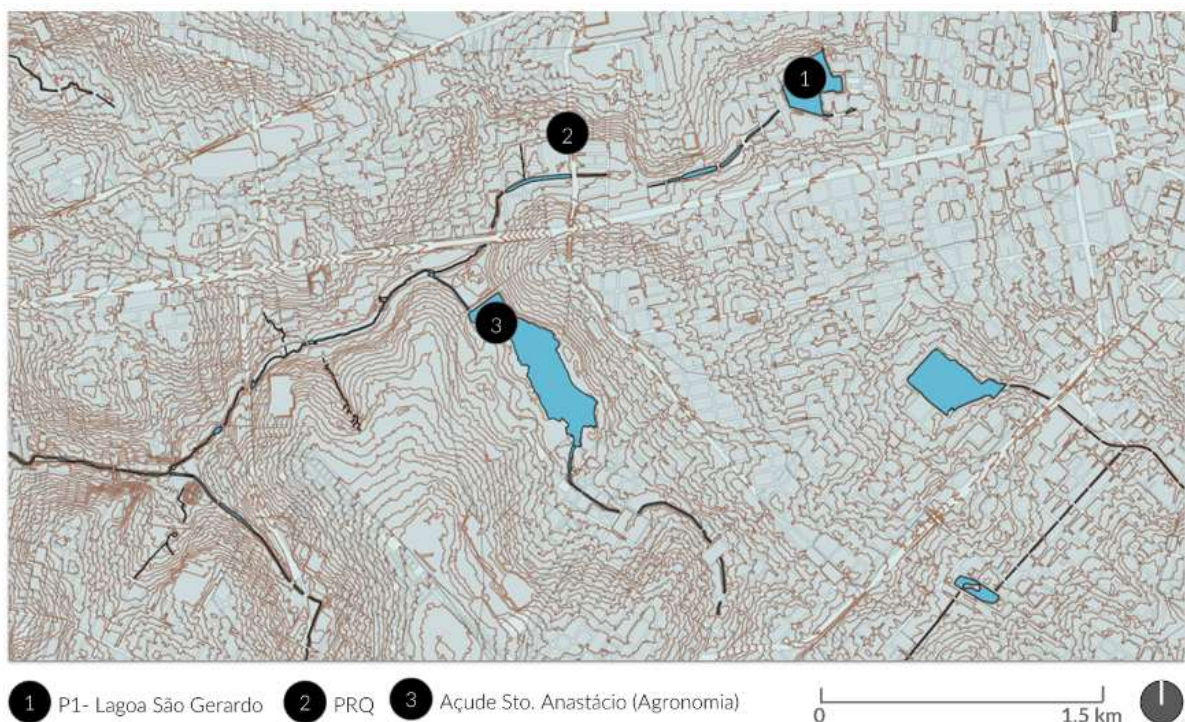 1
2
3
1 P1- Lagoa São Gerardo 2 PRQ 3 Açude Sto. Anastácio (Agronomia)
0 1.5 km